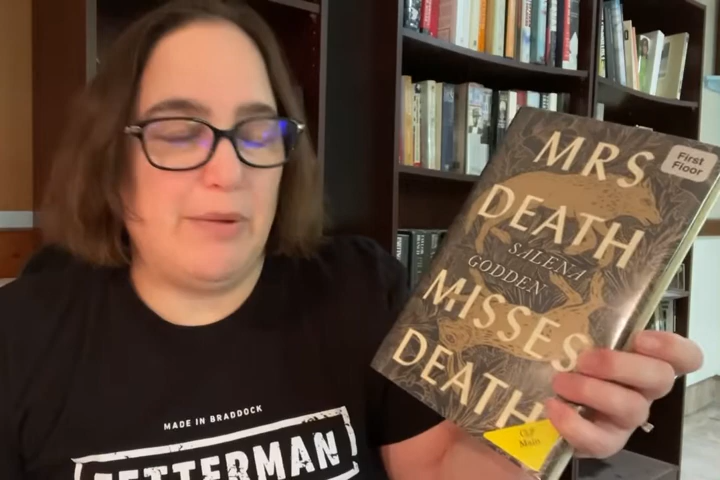 MRS
DEATH
SALENA
GODDEN
MISSES
DEATH
First
Floor
MADE IN BRADDOCK
FETTERMAN